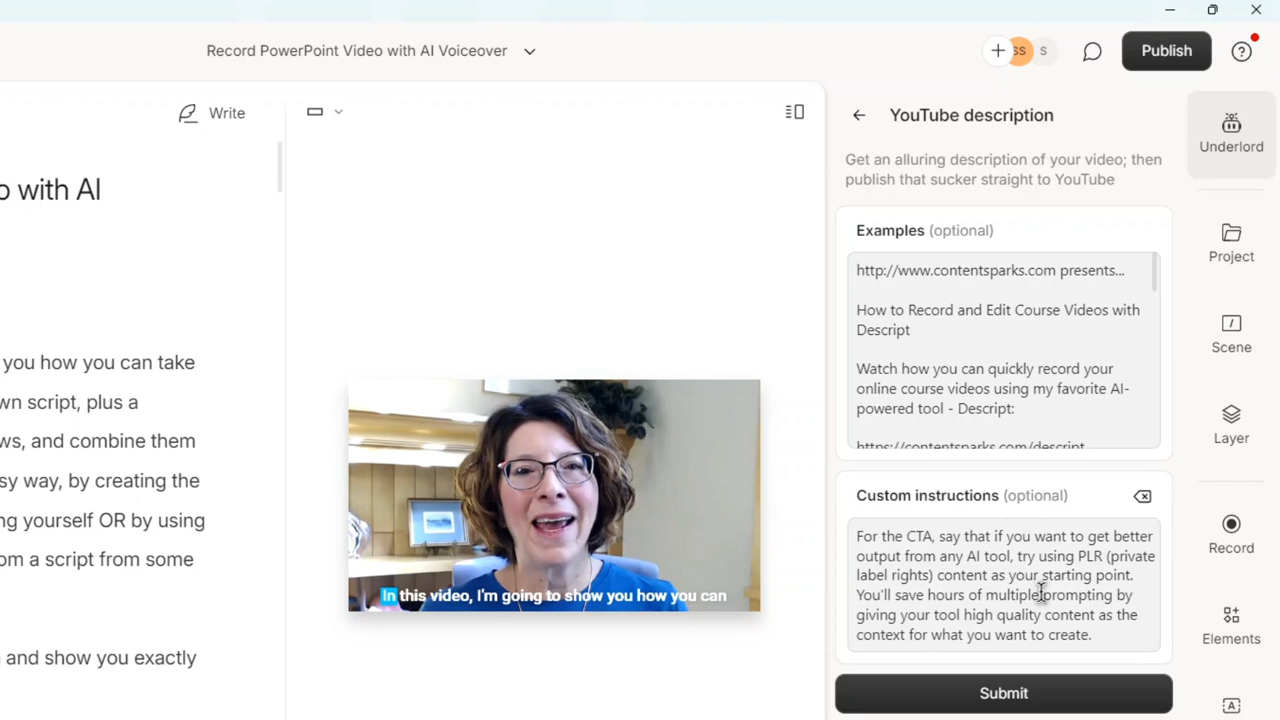 Record PowerPoint Video with AI Voiceover
SS
S
Publish
Write
o with AI
you how you can take
wn script, plus a
ws, and combine them
sy way, by creating the
ng yourself OR by using
om a script from some
and show you exactly
In this video, I'm going to show you how you can
YouTube description
Get an alluring description of your video; then
publish that sucker straight to YouTube
Examples (optional)
http://www.contentsparks.com presents...
How to Record and Edit Course Videos with
Descript
Watch how you can quickly record your
online course videos using my favorite AI-
powered tool - Descript:
https://contentsparks.com/descript
Custom instructions (optional)
For the CTA, say that if you want to get better
output from any AI tool, try using PLR (private
label rights) content as your starting point.
You'll save hours of multiple prompting by
giving your tool high quality content as the
context for what you want to create.
Submit
Underlord
Project
Scene
Layer
Record
Elements